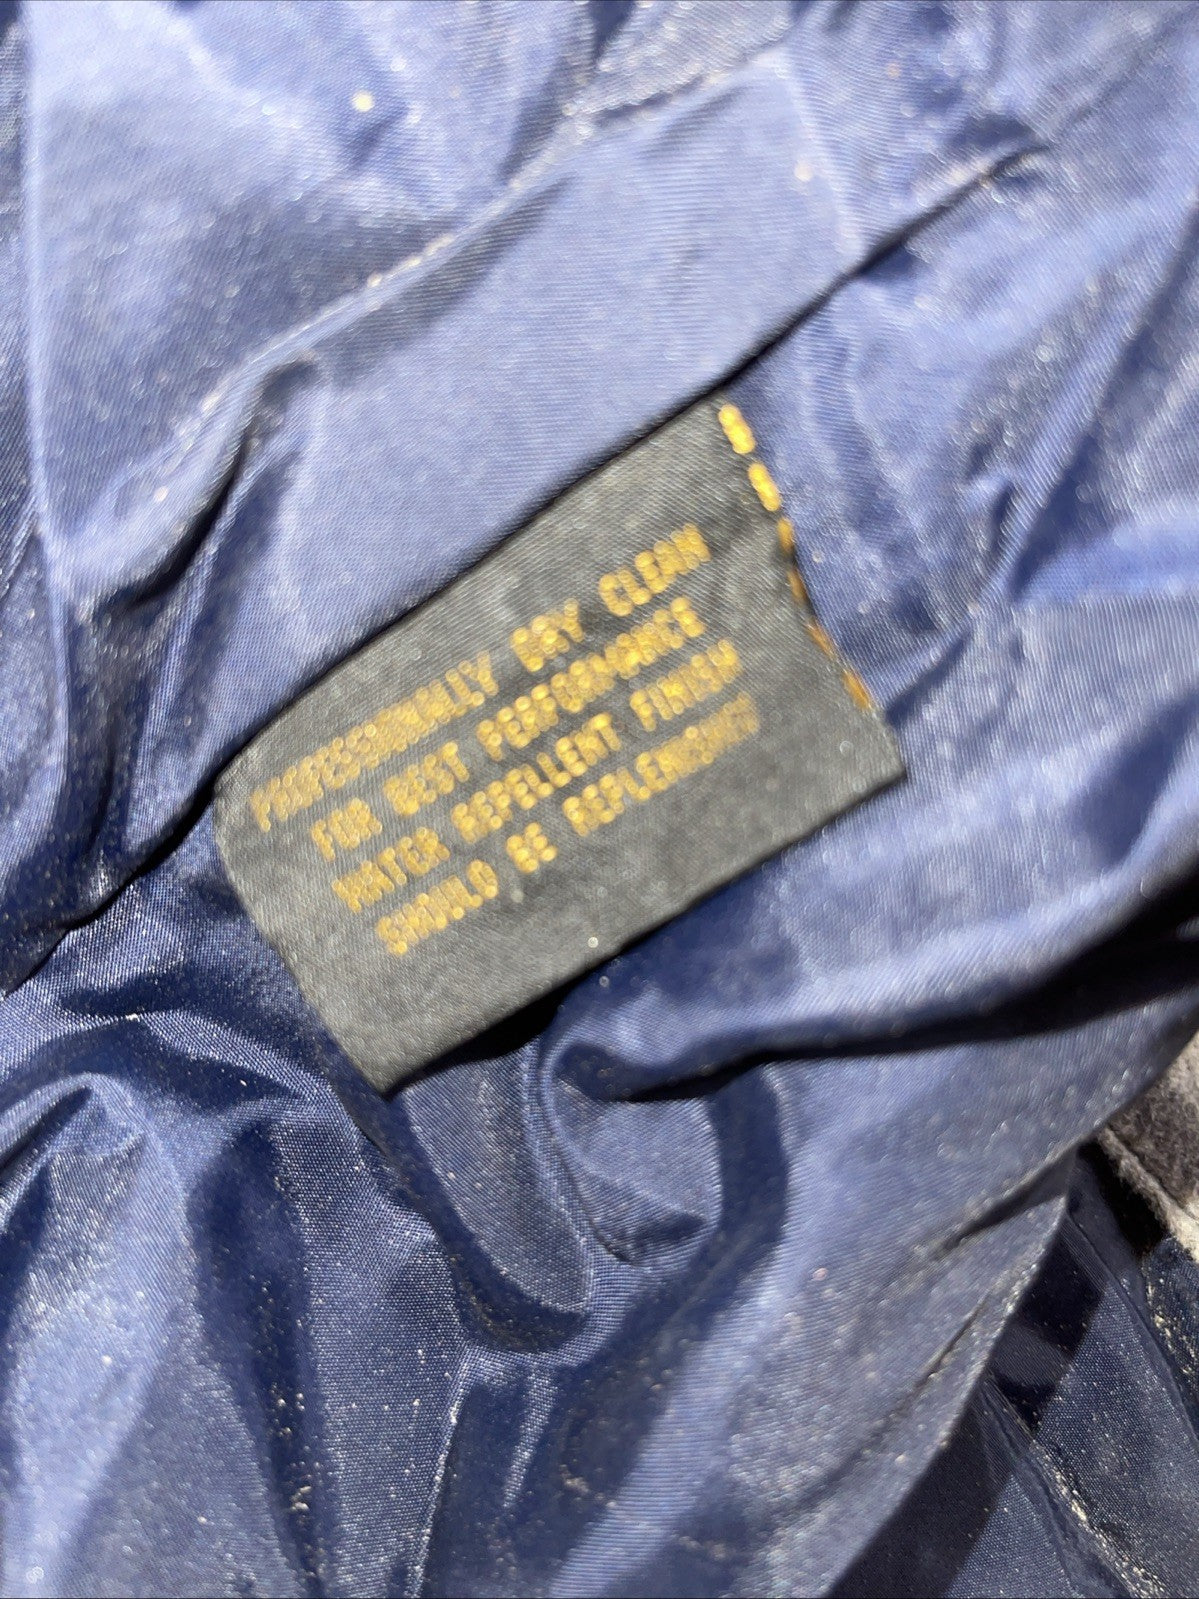 PROFESSIONALLY DRY CLEAN
FOR BEST PERFORMANCE
WATER REPELLENT FINISH
SHOULD BE REPLENISHED